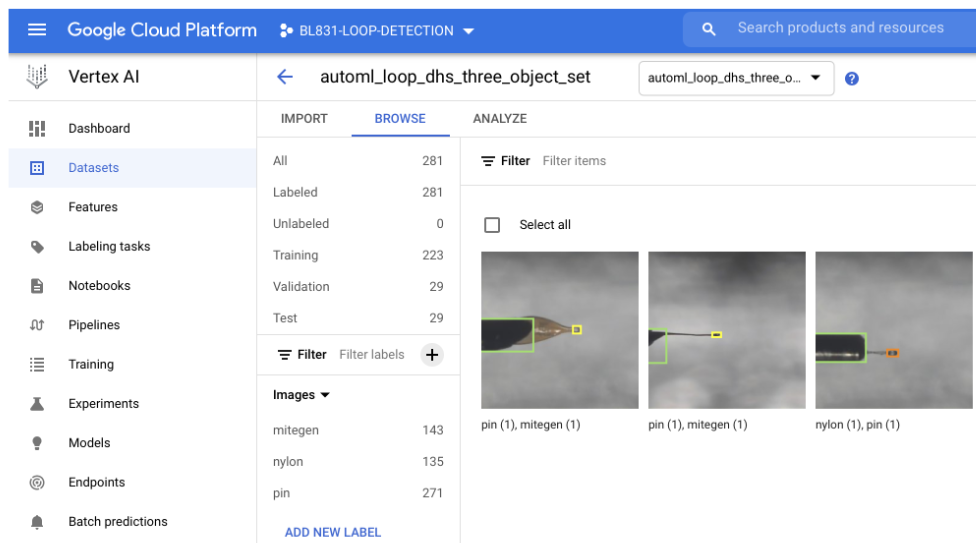 Google Cloud Platform
BL831-LOOP-DETECTION
Search products and resources
Vertex AI
automl_loop_dhs_three_object_set
automl_loop_dhs_three_o...
?
Dashboard
Datasets
Features
Labeling tasks
Notebooks
Pipelines
Training
Experiments
Models
Endpoints
Batch predictions
IMPORT BROWSE ANALYZE
All 281
Labeled 281
Unlabeled 0
Training 223
Validation 29
Test 29
Filter Filter labels
Images
mitegen 143
nylon 135
pin 271
ADD NEW LABEL
Filter Filter items
Select all
pin (1), mitegen (1)
pin (1), mitegen (1)
nylon (1), pin (1)